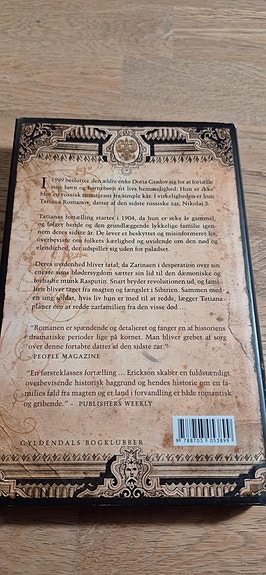 I 1989 beslutter den ældre enke Doria Gradov sig for at fortælle
sine børn og børnebørn sit livs hemmelighed: Hun er ikke
blot en russisk immigrant fra simple kår. I virkeligheden er hun
Tatiana Romanov, datter af den sidste russiske zar, Nikolaj 2.
Tatianas fortælling starter i 1904, da hun er seks år gammel,
og følger hende og den grundlæggende lykkelige familie igen-
nem deres sidste år. De lever et beskyttet og misinformeret liv,
overbeviste om folkets kærlighed og uvidende om den nød og
elendighed, der udspiller sig uden for paladset.
Deres uvidenhed bliver fatal, da Zarinaen i desperation over sin
eneste søns blødersygdom sætter sin lid til den dæmoniske og
forhadte munk Rasputin. Snart bryder revolutionen ud, og fami-
lien bliver taget fra magten og fængslet i Sibirien. Sammen med
en ung soldat, hvis liv hun er med til at redde, lægger Tatiana
planer om at redde zarfamilien fra den visse død ...
"Romanen er spændende og detaljeret og fanger en af historiens
dramatiske perioder lige på kornet. Man bliver grebet af sorg
over denne fortabte datter af den sidste zar." –
PEOPLE MAGAZINE
"En førsteklasses fortælling ... Erickson skaber en fuldstændigt
overbevisende historisk baggrund og hendes historie om en fa-
milies fald fra magten og et land i forvandling er både romantisk
og gribende." – PUBLISHERS WEEKLY
GYLDENDALS BOGKLUBBER
9 788703 053899